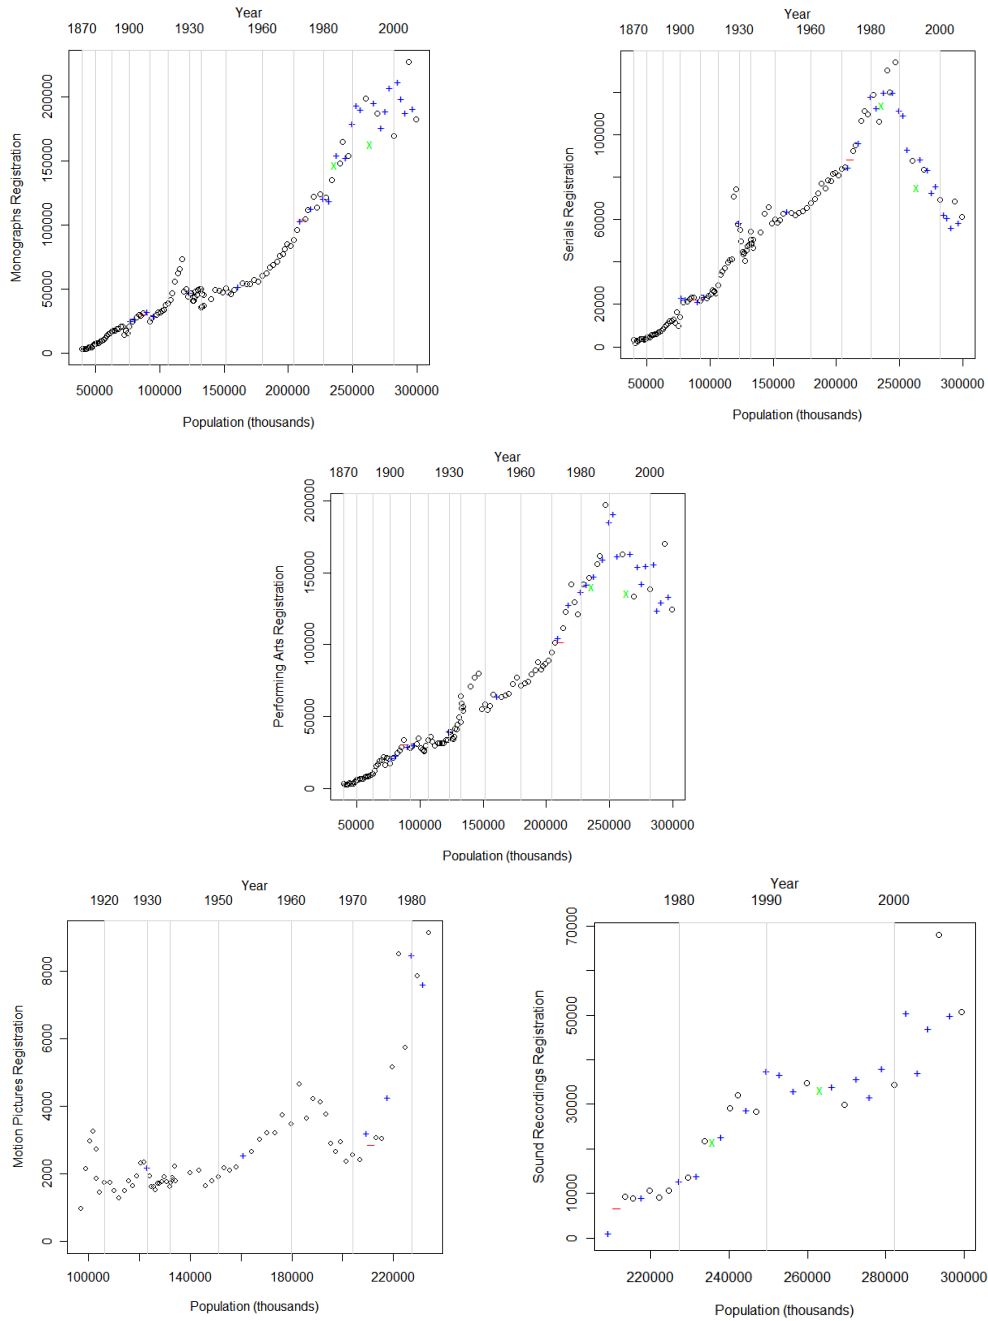 Year
1870 1900 1930 1960 1980 2000
Monographs Registration
0 50000 100000 150000 200000
50000 100000 150000 200000 250000 300000
Population (thousands)
Year
1870 1900 1930 1960 1980 2000
Serials Registration
0 20000 60000 100000
50000 100000 150000 200000 250000 300000
Population (thousands)
Year
1870 1900 1930 1960 1980 2000
Performing Arts Registration
0 50000 100000 150000 200000
50000 100000 150000 200000 250000 300000
Population (thousands)
Year
1920 1930 1950 1960 1970 1980
Motion Pictures Registration
0 2000 4000 6000 8000
100000 140000 180000 220000
Population (thousands)
Year
1980 1990 2000
Sound Recordings Registration
0 10000 30000 50000 70000
220000 240000 260000 280000 300000
Population (thousands)